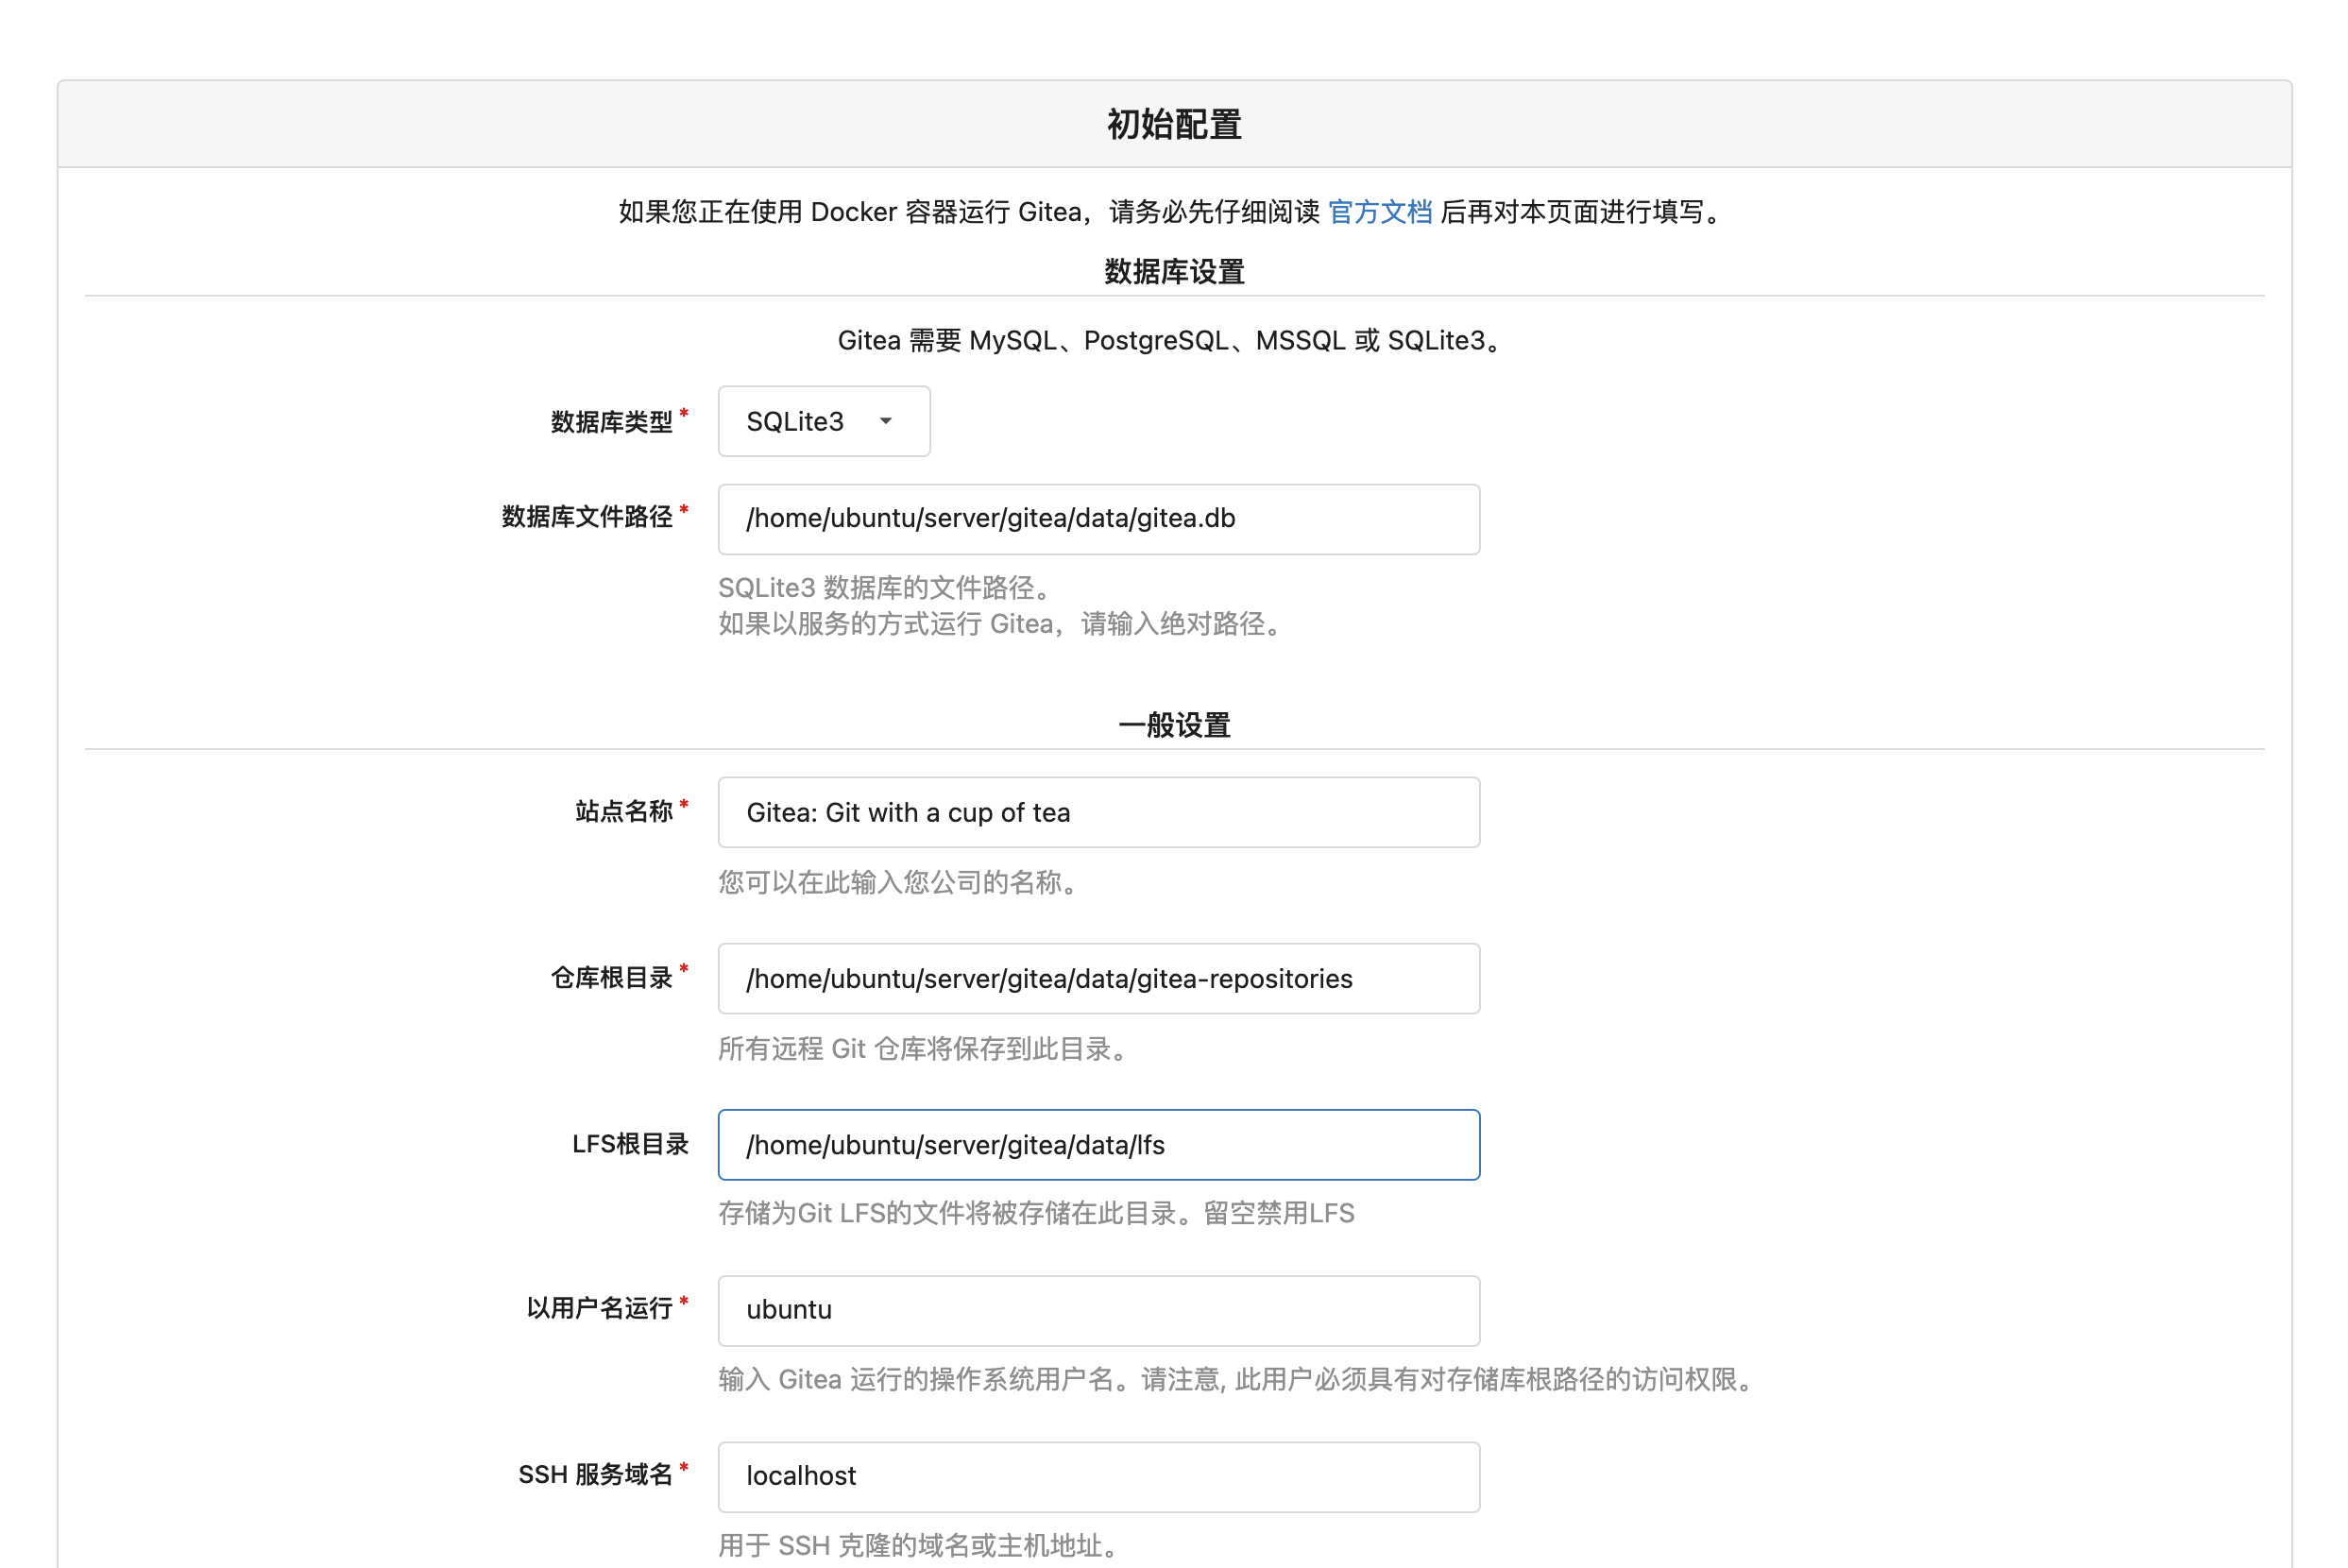 初始配置
如果您正在使用 Docker 容器运行 Gitea，请务必先仔细阅读 官方文档 后再对本页面进行填写。
数据库设置
Gitea 需要 MySQL、PostgreSQL、MSSQL 或 SQLite3。
数据库类型* SQLite3
数据库文件路径* /home/ubuntu/server/gitea/data/gitea.db
SQLite3 数据库的文件路径。
如果以服务的方式运行 Gitea，请输入绝对路径。
一般设置
站点名称* Gitea: Git with a cup of tea
您可以在此输入您公司的名称。
仓库根目录* /home/ubuntu/server/gitea/data/gitea-repositories
所有远程 Git 仓库将保存到此目录。
LFS根目录 /home/ubuntu/server/gitea/data/lfs
存储为Git LFS的文件将被存储在此目录。留空禁用LFS
以用户名运行* ubuntu
输入 Gitea 运行的操作系统用户名。请注意, 此用户必须具有对存储库根路径的访问权限。
SSH 服务域名* localhost
用于 SSH 克隆的域名或主机地址。